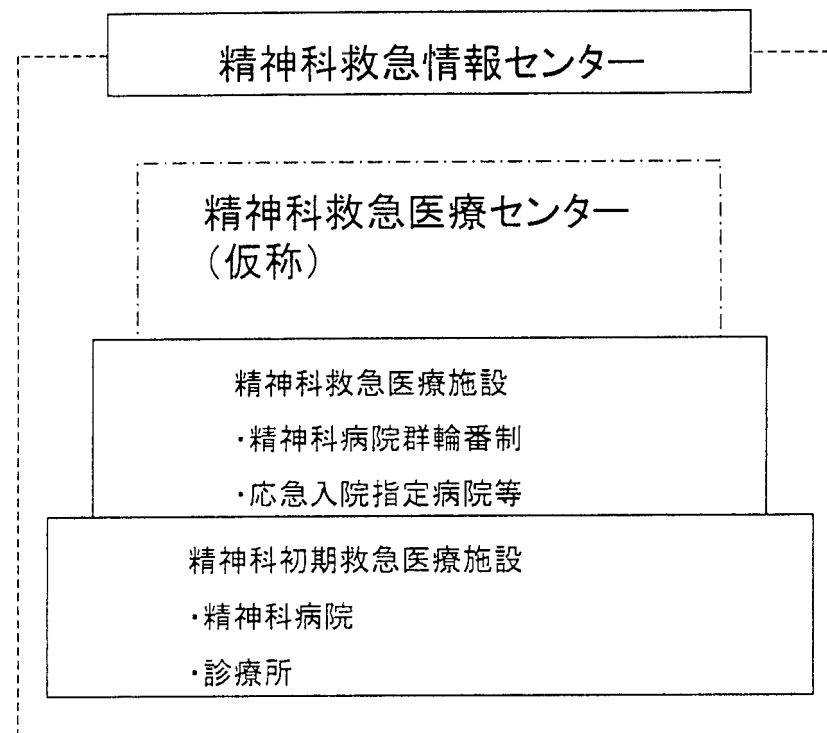 精神科救急情報センター
精神科救急医療センター
(仮称)
精神科救急医療施設
・精神科病院群輪番制
・応急入院指定病院等
精神科初期救急医療施設
・精神科病院
・診療所